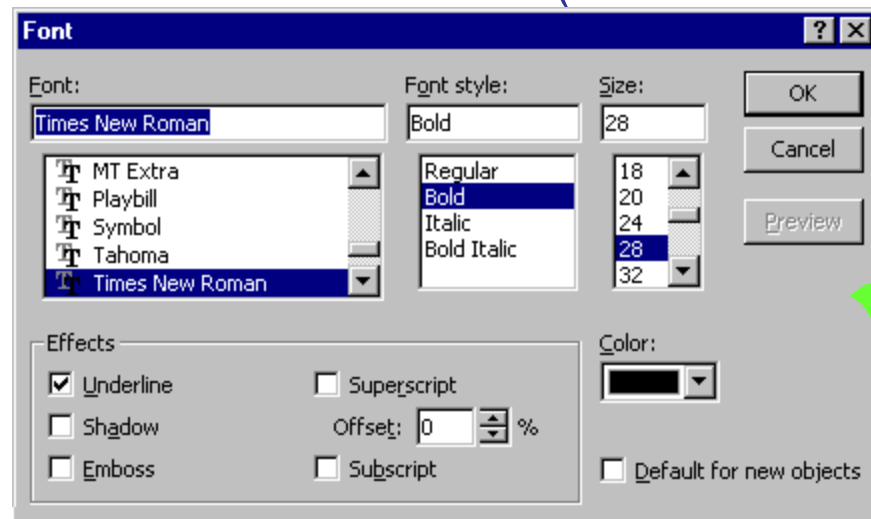 Font
Font: Font style: Size:
Times New Roman Bold 28 OK
MT Extra Regular 18 Cancel
Playbill Bold 20
Symbol Italic 24 Preview
Tahoma Bold Italic 28
Times New Roman 32
Effects Color:
Underline Superscript
Shadow Offset: 0 %
Emboss Subscript Default for new objects